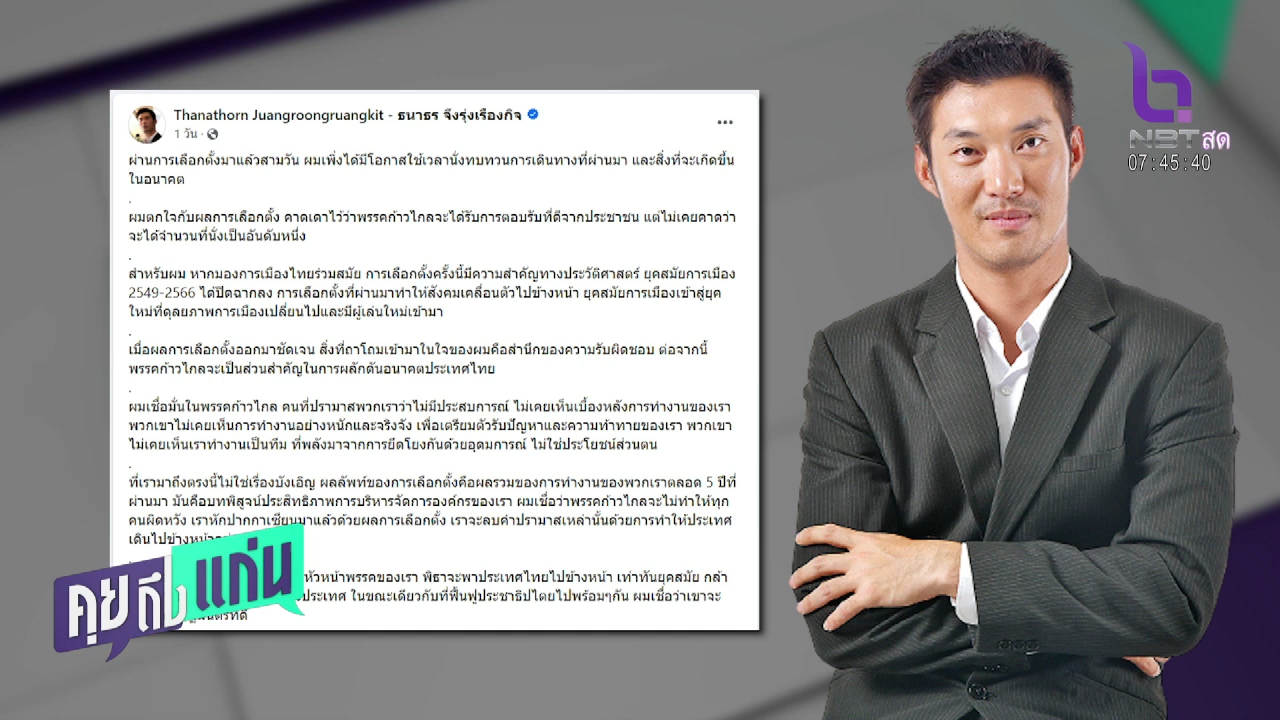 Thanathorn Juangroongruangkit - ธนาธร จึงรุ่งเรืองกิจ
1 วัน ·
ผ่านการเลือกตั้งมาแล้วสามวัน ผมเพิ่งได้มีโอกาสใช้เวลานั่งทบทวนการเดินทางที่ผ่านมา และสิ่งที่จะเกิดขึ้น
ในอนาคต
.
ผมตกใจกับผลการเลือกตั้ง คาดเดาไว้ว่าพรรคก้าวไกลจะได้รับการตอบรับที่ดีจากประชาชน แต่ไม่เคยคาดว่า
จะได้จำนวนที่นั่งเป็นอันดับหนึ่ง
.
สำหรับผม หากมองการเมืองไทยร่วมสมัย การเลือกตั้งครั้งนี้มีความสำคัญทางประวัติศาสตร์ ยุคสมัยการเมือง
2549-2566 ได้ปิดฉากลง การเลือกตั้งที่ผ่านมาทำให้สังคมเคลื่อนตัวไปข้างหน้า ยุคสมัยการเมืองเข้าสู่ยุค
ใหม่ที่ดุลยภาพการเมืองเปลี่ยนไปและมีผู้เล่นใหม่เข้ามา
.
เมื่อผลการเลือกตั้งออกมาชัดเจน สิ่งที่ถาโถมเข้ามาในใจของผมคือสำนึกของความรับผิดชอบ ต่อจากนี้
พรรคก้าวไกลจะเป็นส่วนสำคัญในการผลักดันอนาคตประเทศไทย
.
ผมเชื่อมั่นในพรรคก้าวไกล คนที่ปรามาสพวกเราว่าไม่มีประสบการณ์ ไม่เคยเห็นเบื้องหลังการทำงานของเรา
พวกเขาไม่เคยเห็นการทำงานอย่างหนักและจริงจัง เพื่อเตรียมตัวรับปัญหาและความท้าทายของเรา พวกเขา
ไม่เคยเห็นเราทำงานเป็นทีม ที่พลังมาจากการยึดโยงกันด้วยอุดมการณ์ ไม่ใช่ประโยชน์ส่วนตน
.
ที่เรามาถึงตรงนี้ไม่ใช่เรื่องบังเอิญ ผลลัพท์ของการเลือกตั้งคือผลรวมของการทำงานของพวกเราตลอด 5 ปีที่
ผ่านมา มันคือบทพิสูจน์ประสิทธิภาพการบริหารจัดการองค์กรของเรา ผมเชื่อว่าพรรคก้าวไกลจะไม่ทำให้ทุก
คนผิดหวัง เราหักปากกาเซียนมาแล้วด้วยผลการเลือกตั้ง เราจะลบคำปรามาสเหล่านั้นด้วยการทำให้ประเทศ
เดินไปข้างหน้า
หัวหน้าพรรคของเรา พิธาจะพาประเทศไทยไปข้างหน้า เท่าทันยุคสมัย กล้า
ประเทศ ในขณะเดียวกับที่ฟื้นฟูประชาธิปไตยไปพร้อมๆกัน ผมเชื่อว่าเขาจะ
คุยถึงแก่น
NBT สด
07:45:40